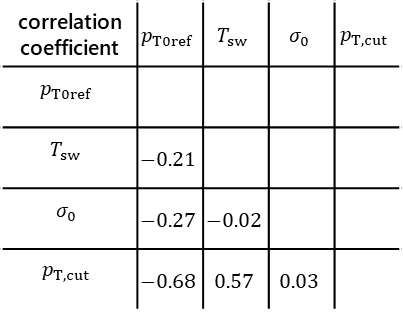 correlation coefficient p_T0ref T_sw σ_0 p_T,cut
p_T0ref
T_sw −0.21
σ_0 −0.27 −0.02
p_T,cut −0.68 0.57 0.03